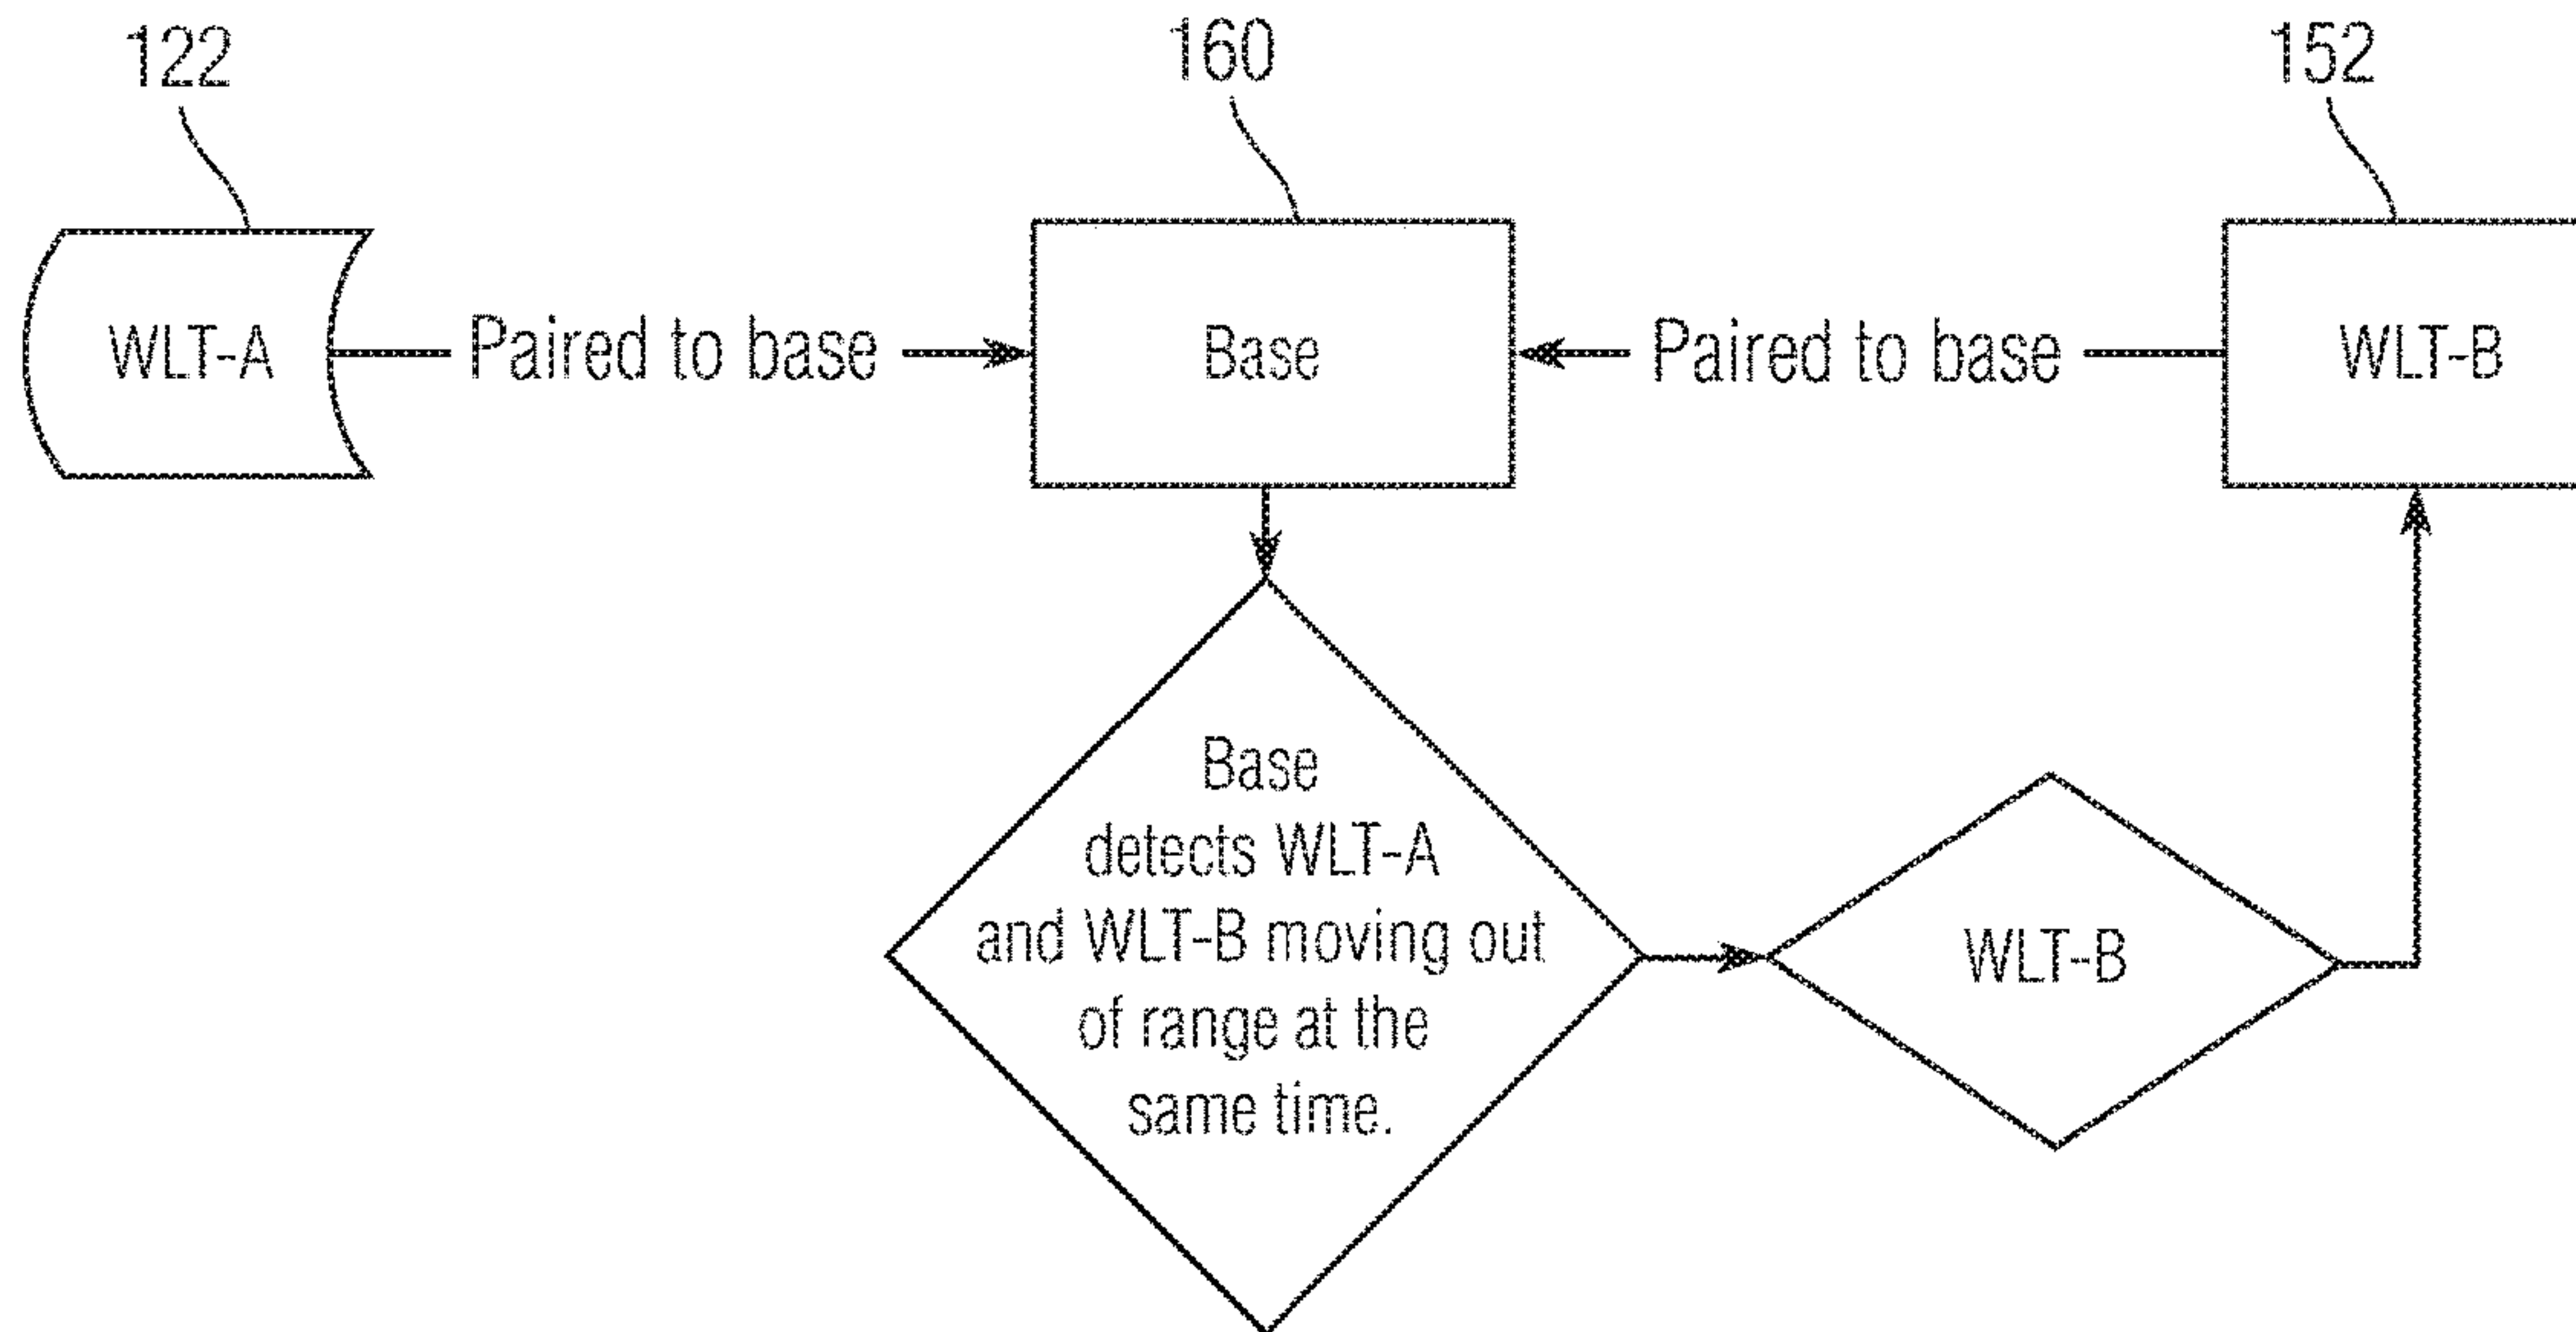 122
160
152
WLT-A
Paired to base
Base
Paired to base
WLT-B
Base
detects WLT-A
and WLT-B moving out
of range at the
same time.
WLT-B